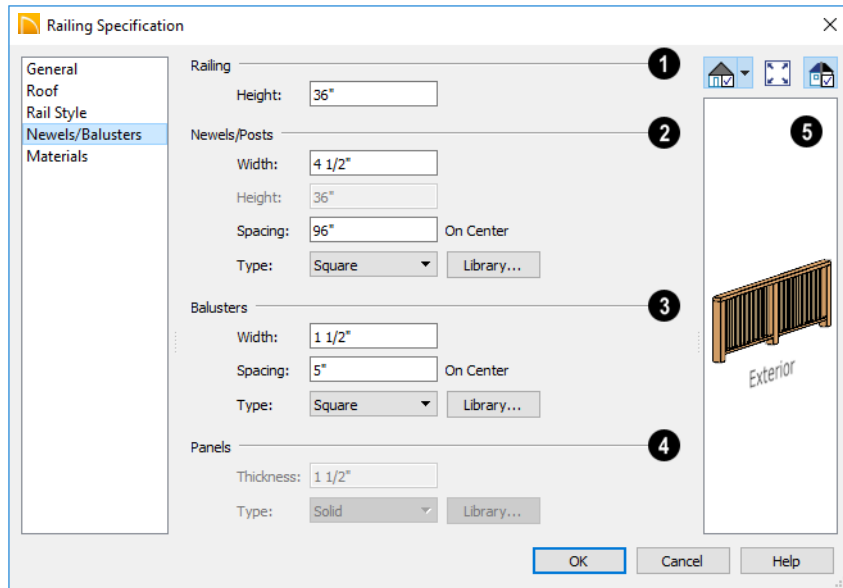 Railing Specification
General
Roof
Rail Style
Newels/Balusters
Materials
Railing 1
Height: 36"
Newels/Posts 2
Width: 4 1/2"
Height: 36"
Spacing: 96" On Center
Type: Square Library...
Balusters 3
Width: 1 1/2"
Spacing: 5" On Center
Type: Square Library...
Panels 4
Thickness: 1 1/2"
Type: Solid Library...
5
Exterior
OK Cancel Help